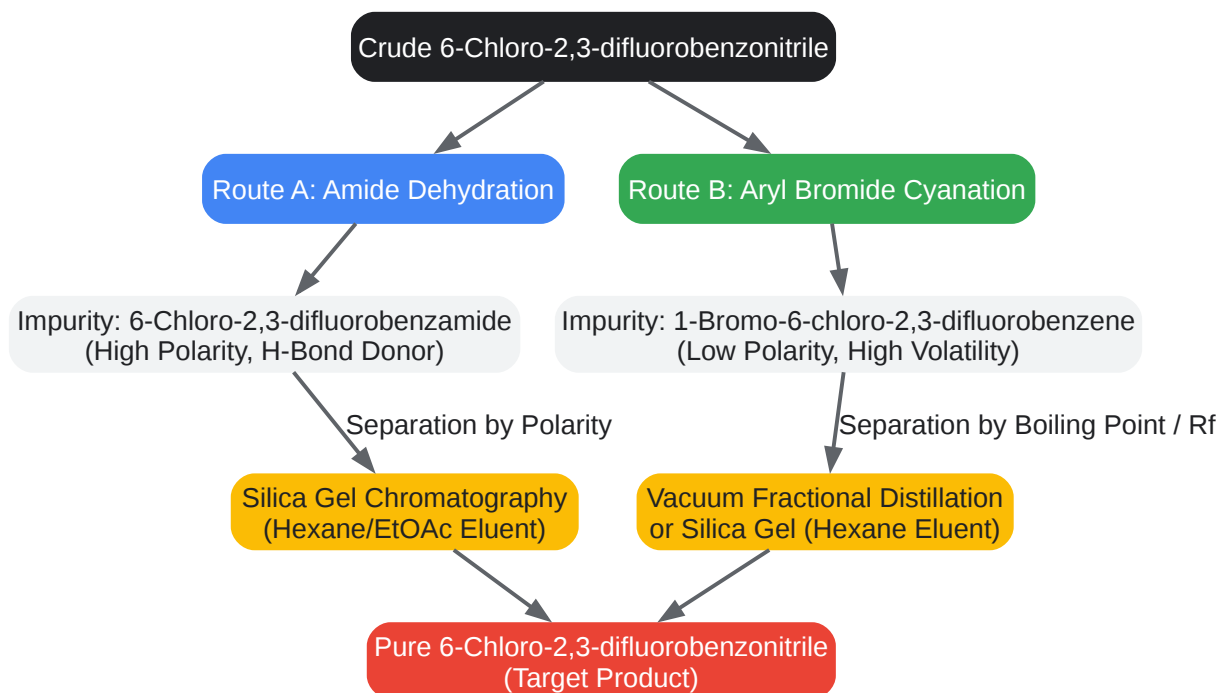 Crude 6-Chloro-2,3-difluorobenzonitrile
Route A: Amide Dehydration
Route B: Aryl Bromide Cyanation
Impurity: 6-Chloro-2,3-difluorobenzamide
(High Polarity, H-Bond Donor)
Impurity: 1-Bromo-6-chloro-2,3-difluorobenzene
(Low Polarity, High Volatility)
Separation by Polarity
Separation by Boiling Point / Rf
Silica Gel Chromatography
(Hexane/EtOAc Eluent)
Vacuum Fractional Distillation
or Silica Gel (Hexane Eluent)
Pure 6-Chloro-2,3-difluorobenzonitrile
(Target Product)